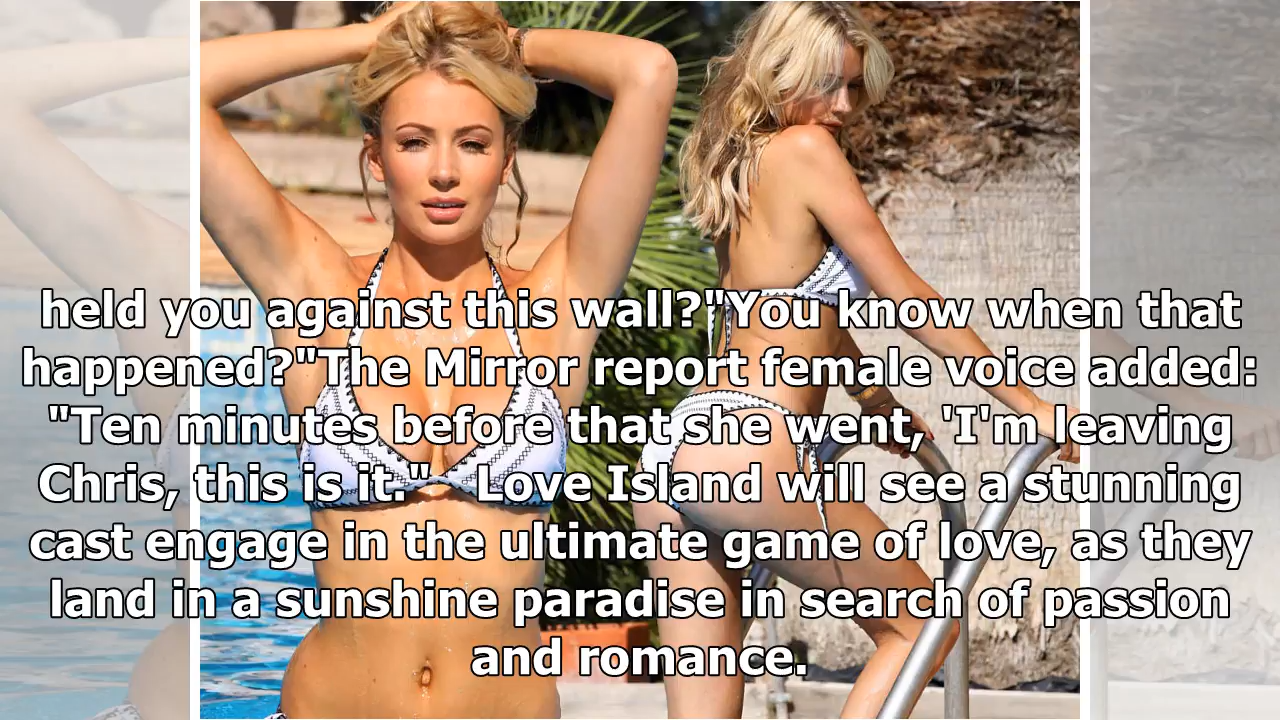 held you against this wall?"You know when that
happened?"The Mirror report female voice added:
"Ten minutes before that she went, 'I'm leaving
Chris, this is it." - Love Island will see a stunning
cast engage in the ultimate game of love, as they
land in a sunshine paradise in search of passion
and romance.